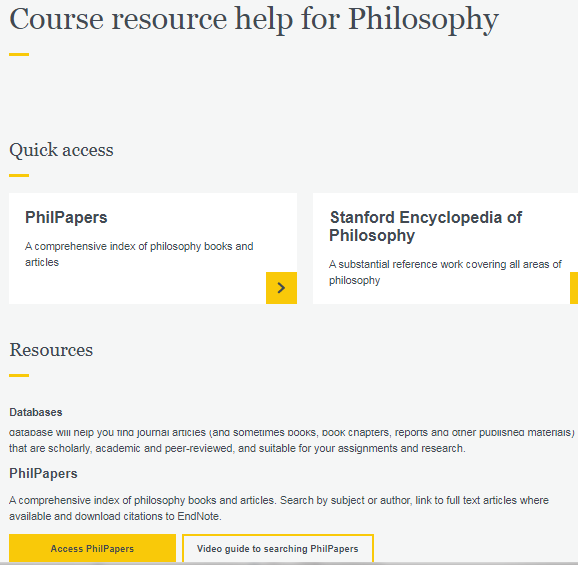 Course resource help for Philosophy
Quick access
PhilPapers
A comprehensive index of philosophy books and
articles
Stanford Encyclopedia of
Philosophy
A substantial reference work covering all areas of
philosophy
Resources
Databases
database will help you find journal articles (and sometimes books, book chapters, reports and other published materials)
that are scholarly, academic and peer-reviewed, and suitable for your assignments and research.
PhilPapers
A comprehensive index of philosophy books and articles. Search by subject or author, link to full text articles where
available and download citations to EndNote.
Access PhilPapers
Video guide to searching PhilPapers